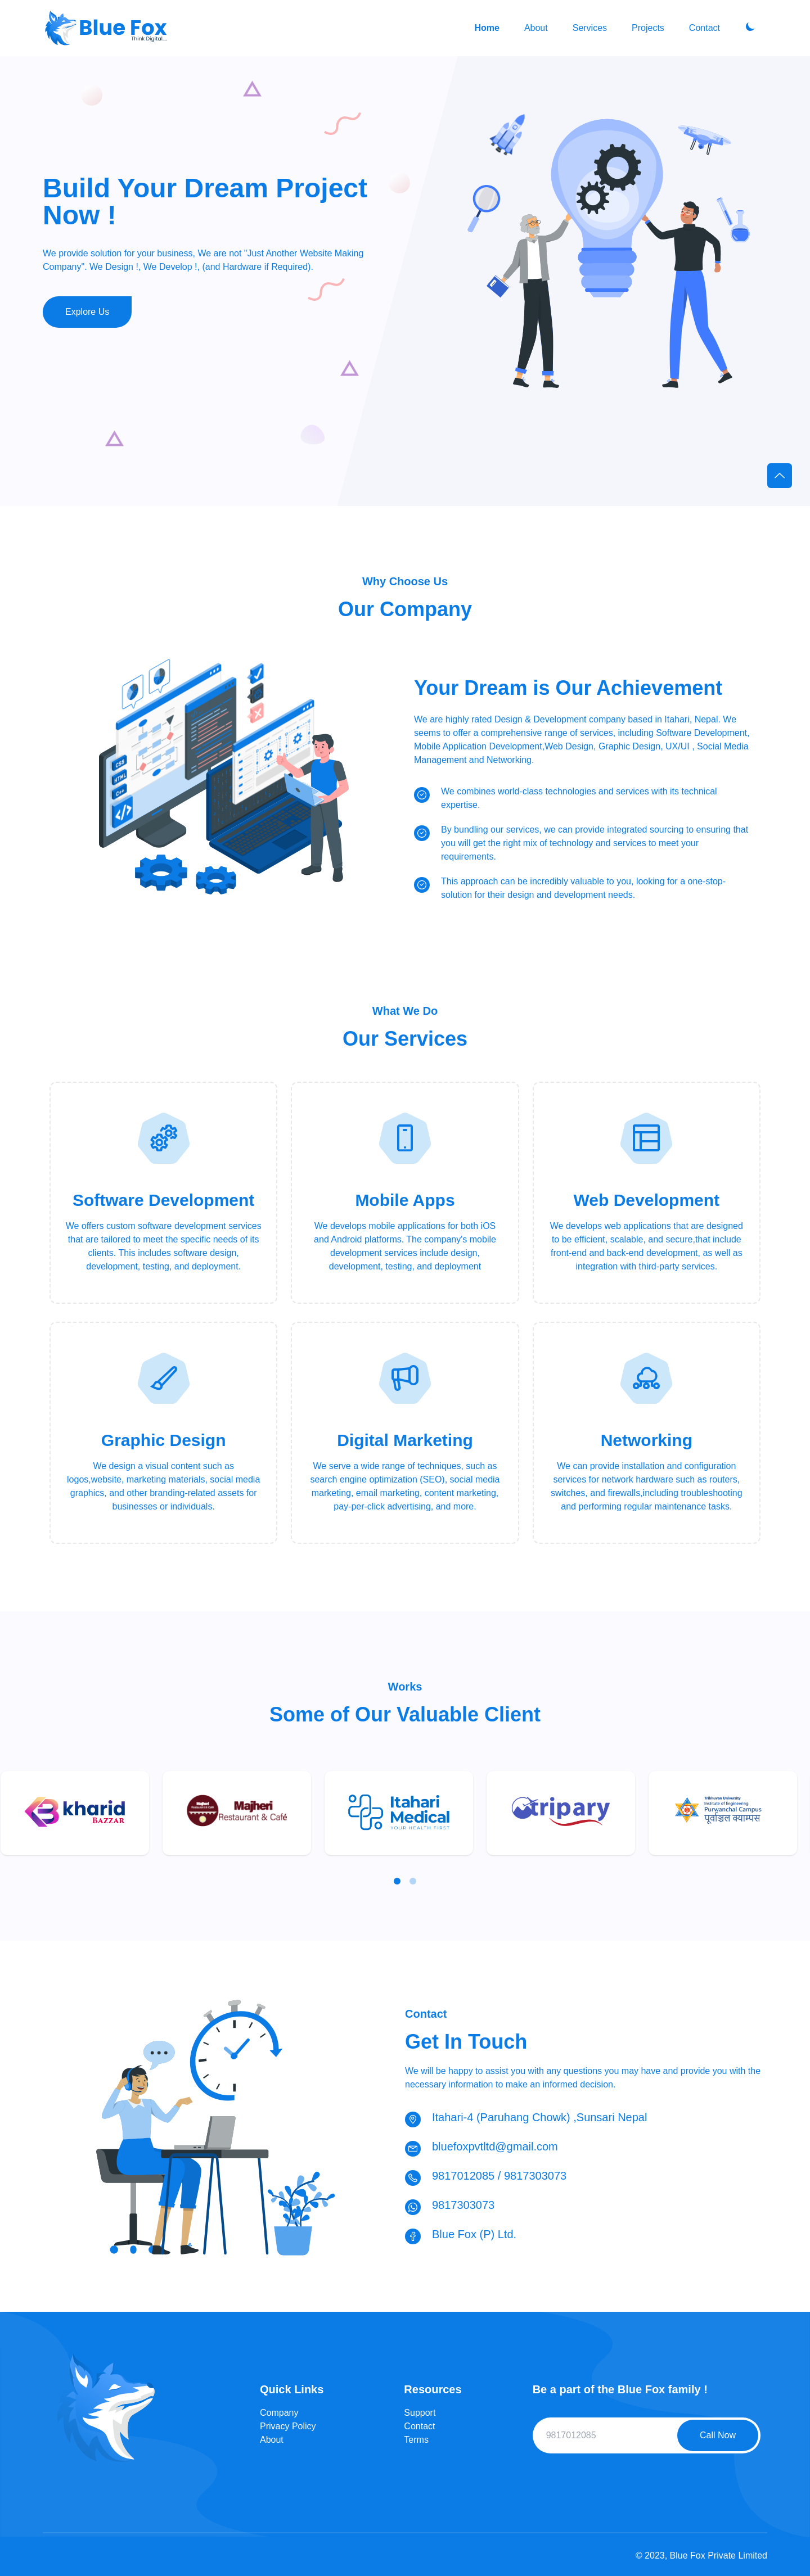 Blue Fox
Think Digital...
Home
About
Services
Projects
Contact
Build Your Dream Project
Now !
We provide solution for your business, We are not "Just Another Website Making
Company". We Design !, We Develop !, (and Hardware if Required).
Explore Us
Why Choose Us
Our Company
CSS
HTML
C++
</>
Your Dream is Our Achievement
We are highly rated Design & Development company based in Itahari, Nepal. We
seems to offer a comprehensive range of services, including Software Development,
Mobile Application Development,Web Design, Graphic Design, UX/UI , Social Media
Management and Networking.
We combines world-class technologies and services with its technical
expertise.
By bundling our services, we can provide integrated sourcing to ensuring that
you will get the right mix of technology and services to meet your
requirements.
This approach can be incredibly valuable to you, looking for a one-stop-
solution for their design and development needs.
What We Do
Our Services
Software Development
We offers custom software development services
that are tailored to meet the specific needs of its
clients. This includes software design,
development, testing, and deployment.
Mobile Apps
We develops mobile applications for both iOS
and Android platforms. The company's mobile
development services include design,
development, testing, and deployment
Web Development
We develops web applications that are designed
to be efficient, scalable, and secure,that include
front-end and back-end development, as well as
integration with third-party services.
Graphic Design
We design a visual content such as
logos,website, marketing materials, social media
graphics, and other branding-related assets for
businesses or individuals.
Digital Marketing
We serve a wide range of techniques, such as
search engine optimization (SEO), social media
marketing, email marketing, content marketing,
pay-per-click advertising, and more.
Networking
We can provide installation and configuration
services for network hardware such as routers,
switches, and firewalls,including troubleshooting
and performing regular maintenance tasks.
Works
Some of Our Valuable Client
kharid
BAZZAR
Majheri
Restaurant & Café
Majheri
Restaurant & Café
Itahari
Medical
YOUR HEALTH FIRST
tripary
Tribhuvan University
Institute of Engineering
Purwanchal Campus
पूर्वाञ्चल क्याम्पस
Contact
Get In Touch
We will be happy to assist you with any questions you may have and provide you with the
necessary information to make an informed decision.
Itahari-4 (Paruhang Chowk) ,Sunsari Nepal
bluefoxpvtltd@gmail.com
9817012085 / 9817303073
9817303073
Blue Fox (P) Ltd.
Quick Links
Company
Privacy Policy
About
Resources
Support
Contact
Terms
Be a part of the Blue Fox family !
9817012085
Call Now
© 2023, Blue Fox Private Limited